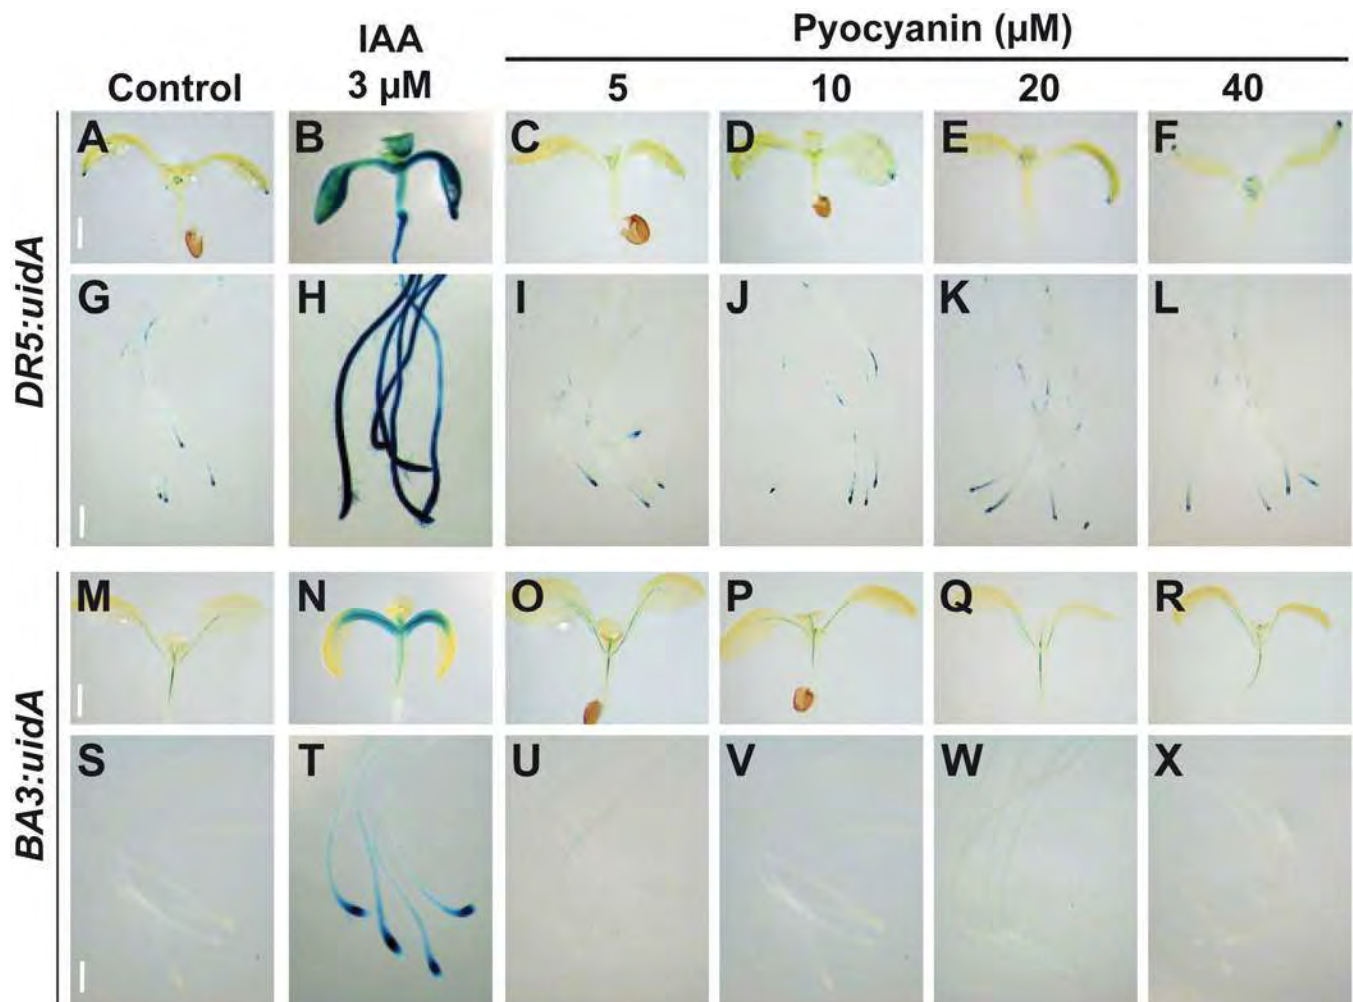 Pyocyanin (µM)
IAA
Control 3 µM 5 10 20 40
DR5:uidA
A B C D E F
G H I J K L
BA3:uidA
M N O P Q R
S T U V W X